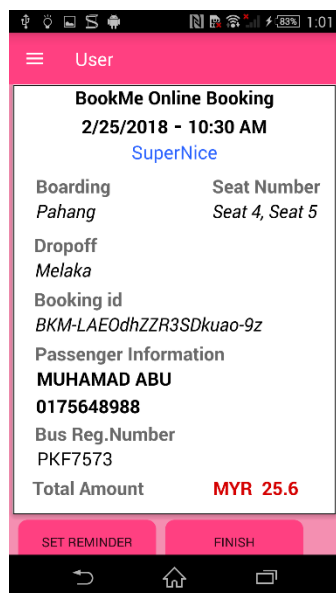 83% 1:01
User
BookMe Online Booking
2/25/2018 - 10:30 AM
SuperNice
Boarding Seat Number
Pahang Seat 4, Seat 5
Dropoff
Melaka
Booking id
BKM-LAEOdhZZR3SDkuao-9z
Passenger Information
MUHAMAD ABU
0175648988
Bus Reg.Number
PKF7573
Total Amount MYR 25.6
SET REMINDER FINISH